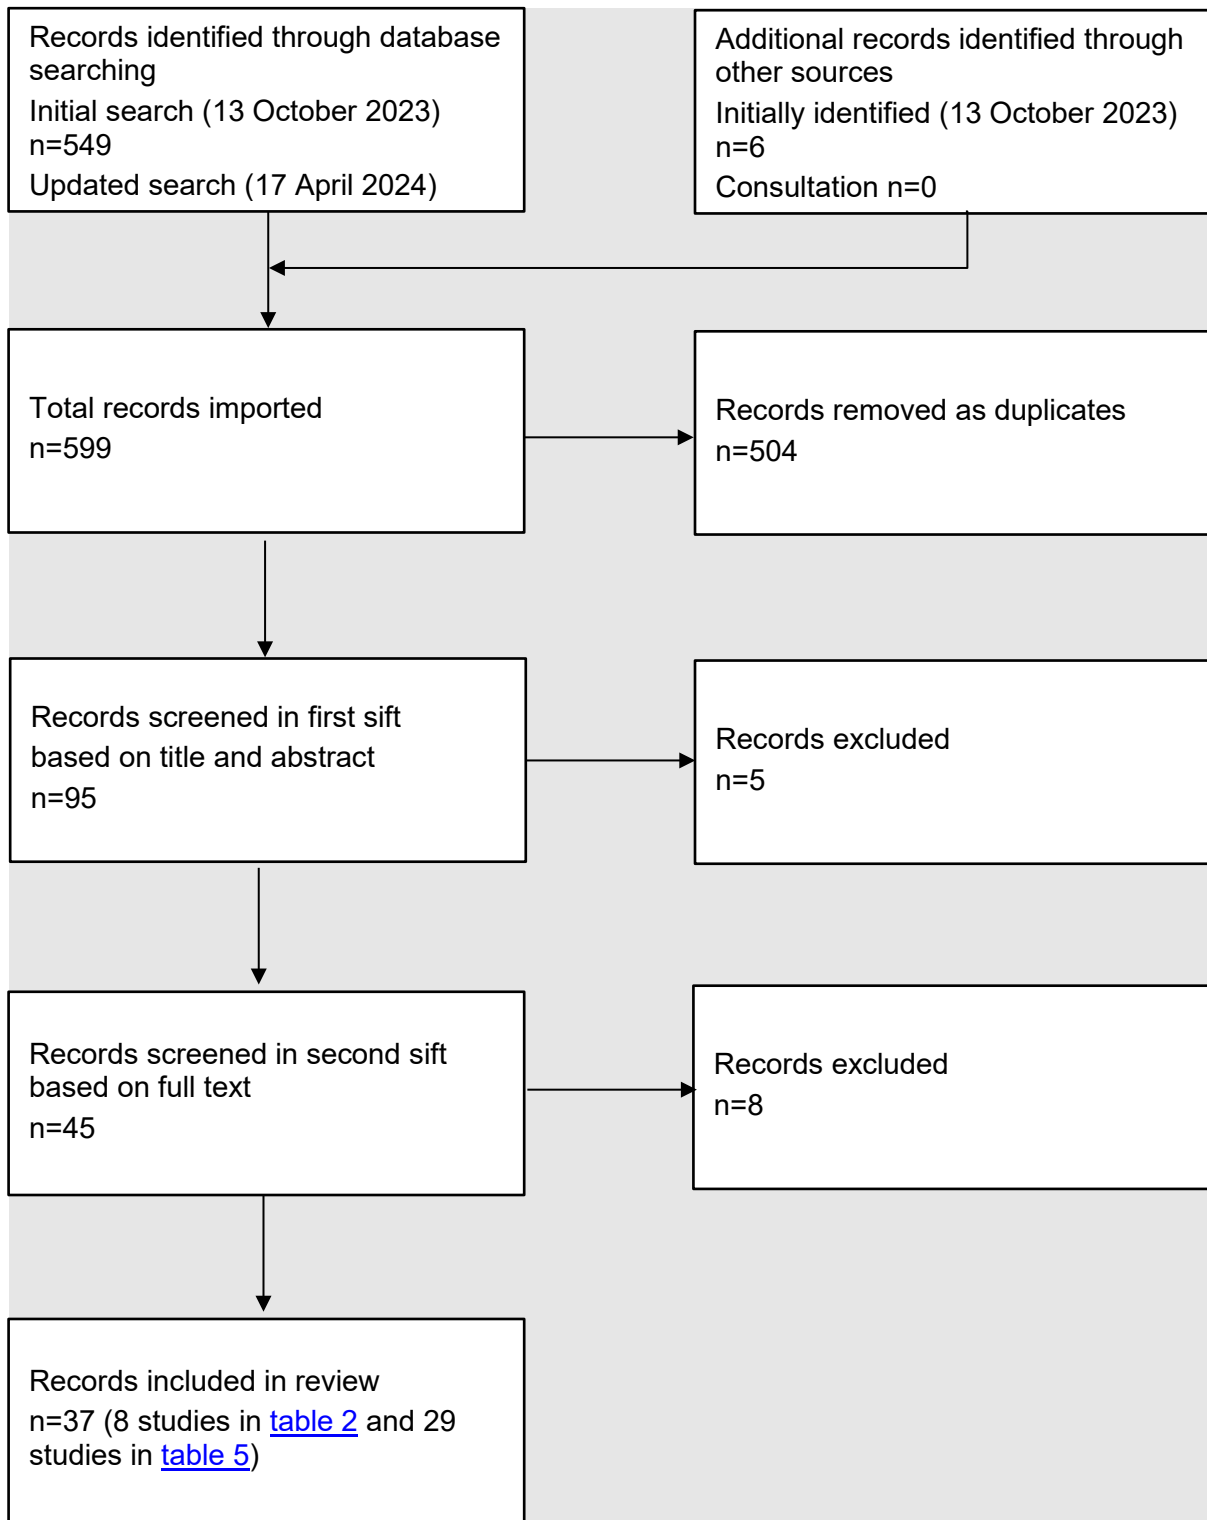 Records identified through database
searching
Initial search (13 October 2023)
n=549
Updated search (17 April 2024)
Additional records identified through
other sources
Initially identified (13 October 2023)
n=6
Consultation n=0
Total records imported
n=599
Records removed as duplicates
n=504
Records screened in first sift
based on title and abstract
n=95
Records excluded
n=5
Records screened in second sift
based on full text
n=45
Records excluded
n=8
Records included in review
n=37 (8 studies in table 2 and 29
studies in table 5)